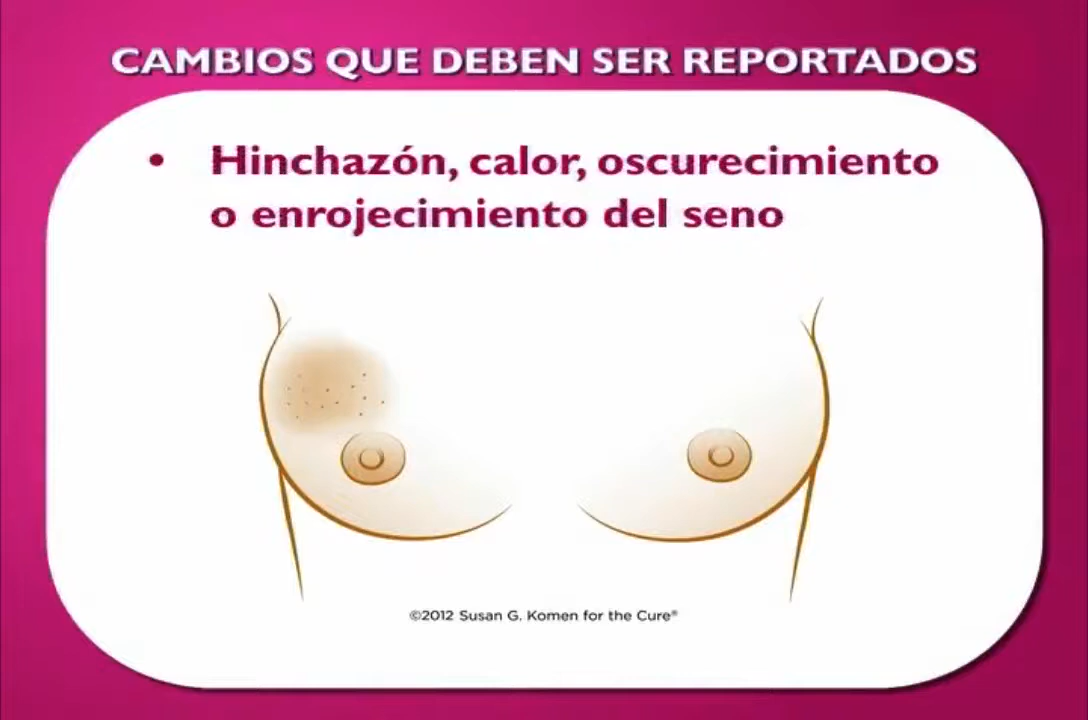 CAMBIOS QUE DEBEN SER REPORTADOS
• Hinchazón, calor, oscurecimiento
o enrojecimiento del seno
©2012 Susan G. Komen for the Cure®